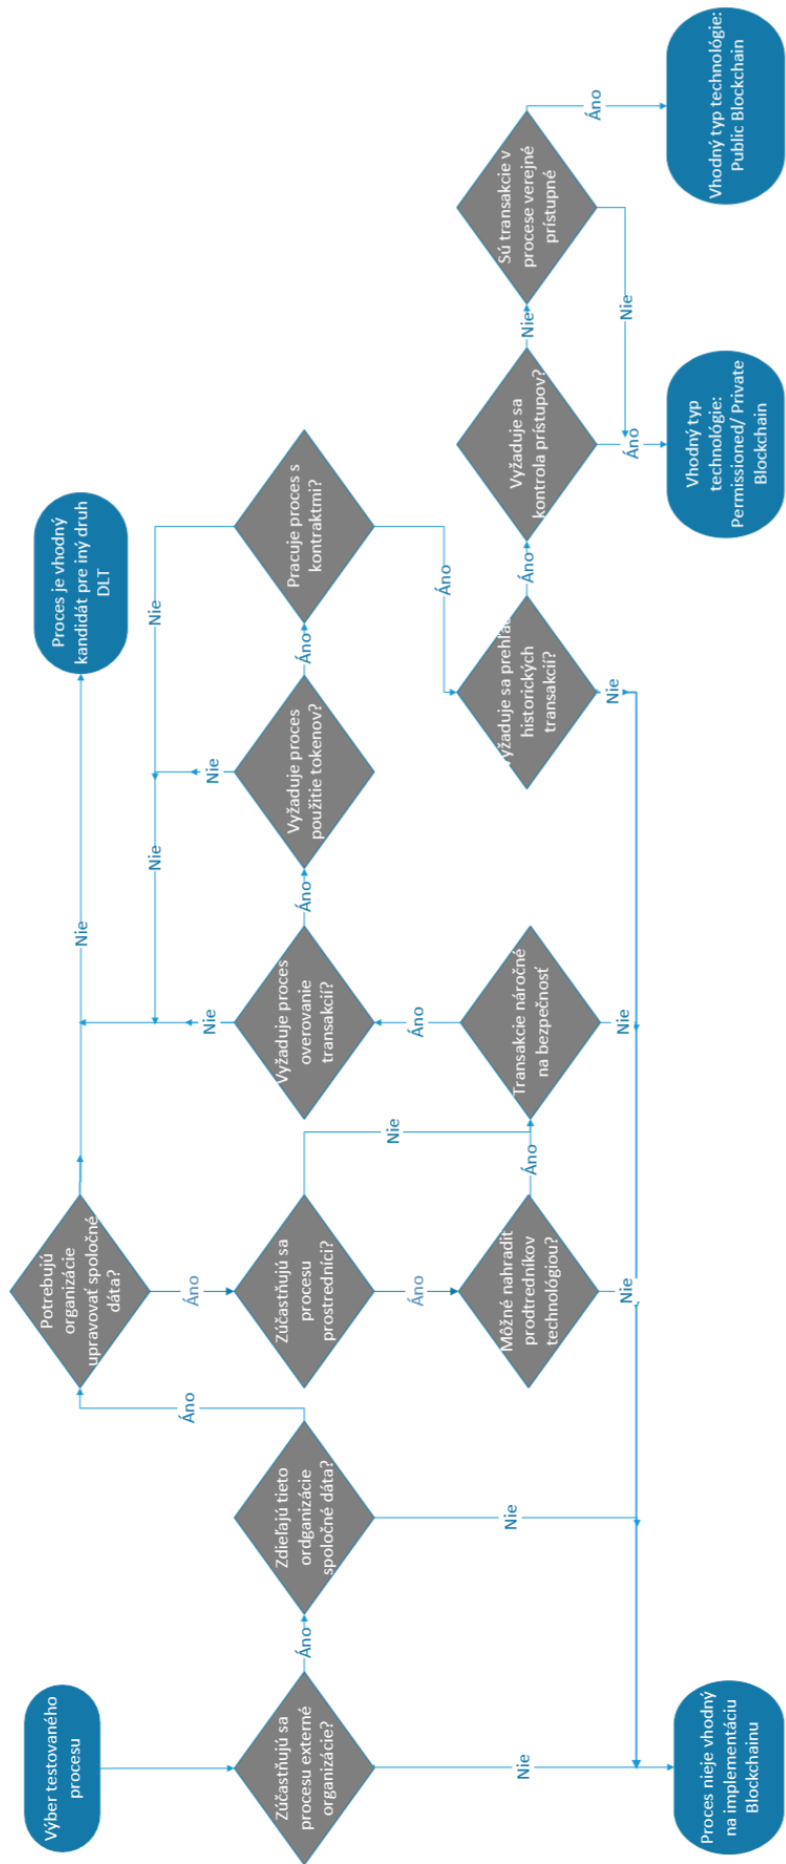 Výber testovaného
procesu
Zúčastňujú sa
procesu externé
organizácie?
Áno
Nie
Proces nieje vhodný
na implementáciu
Blockchainu
Zdieľajú tieto
ordganizácie
spoločné dáta?
Áno
Nie
Potrebujú
organizácie
upravovať spoločné
dáta?
Áno
Nie
Proces je vhodný
kandidát pre iný druh
DLT
Zúčastňujú sa
procesu
prostredníci?
Áno
Nie
Môžné nahradiť
prodtredníkov
technológiou?
Áno
Nie
Transakcie náročné
na bezpečnosť
Áno
Nie
Vyžaduje proces
overovanie
transakcií?
Áno
Nie
Vyžaduje proces
použitie tokenov?
Áno
Nie
Nie
Pracuje proces s
kontraktmi?
Áno
Nie
sa
historických
transakcií?
Áno
Nie
Vyžaduje sa
kontrola prístupov?
Áno
Nie
Vhodný typ
technológie:
Permissioned/ Private
Blockchain
Sú transakcie v
procese verejné
prístupné
Áno
Nie
Vhodný typ technológie:
Public Blockchain